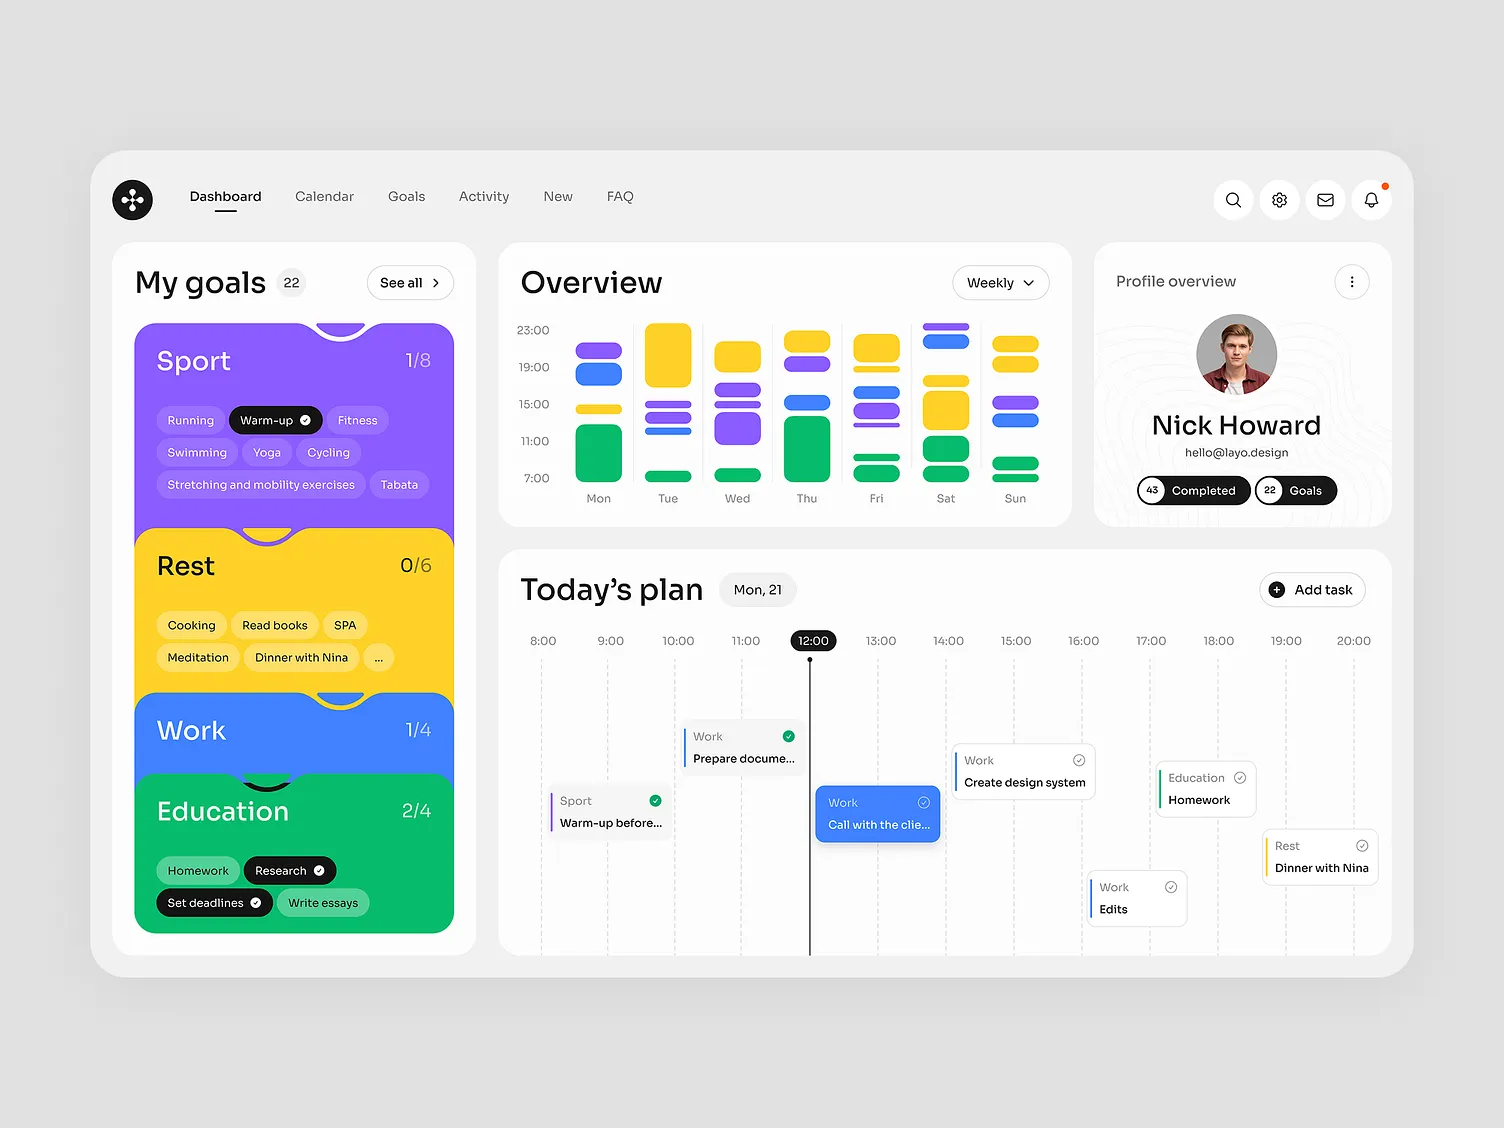 Dashboard Calendar Goals Activity New FAQ
My goals 22 See all
Sport 1/8
Running Warm-up Fitness
Swimming Yoga Cycling
Stretching and mobility exercises Tabata
Rest 0/6
Cooking Read books SPA
Meditation Dinner with Nina ...
Work 1/4
Education 2/4
Homework Research
Set deadlines Write essays
Overview Weekly
23:00
19:00
15:00
11:00
7:00
Mon Tue Wed Thu Fri Sat Sun
Profile overview
Nick Howard
hello@layo.design
43 Completed 22 Goals
Today’s plan Mon, 21 Add task
8:00 9:00 10:00 11:00 12:00 13:00 14:00 15:00 16:00 17:00 18:00 19:00 20:00
Sport
Warm-up before...
Work
Prepare docume...
Work
Call with the clie...
Work
Create design system
Work
Edits
Education
Homework
Rest
Dinner with Nina